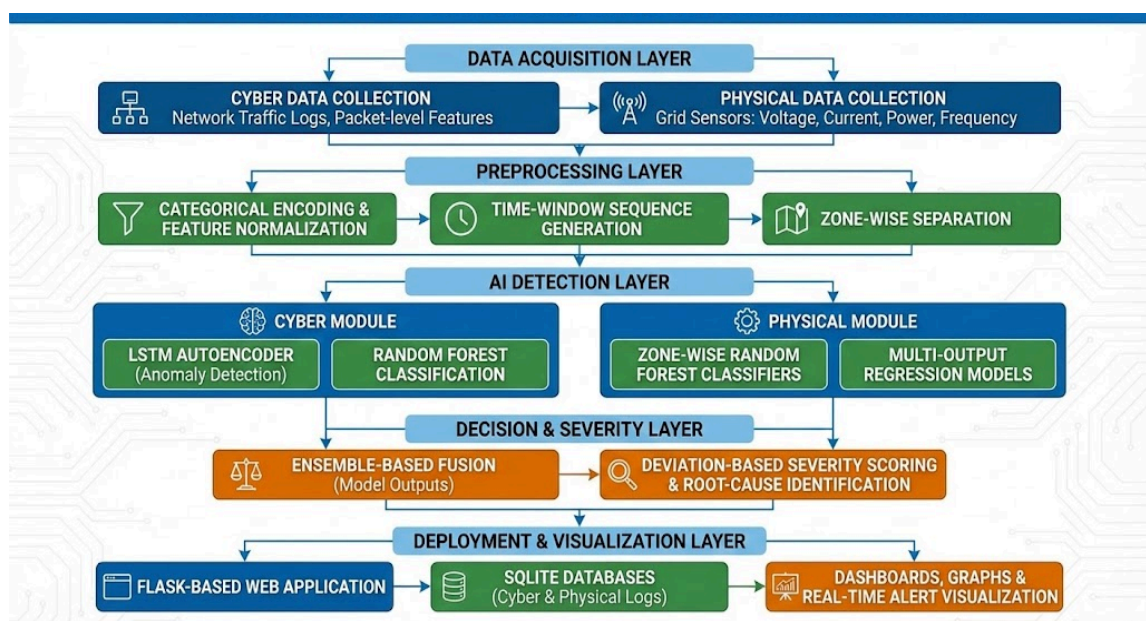 DATA ACQUISITION LAYER
CYBER DATA COLLECTION
Network Traffic Logs, Packet-level Features
PHYSICAL DATA COLLECTION
Grid Sensors: Voltage, Current, Power, Frequency
PREPROCESSING LAYER
CATEGORICAL ENCODING &
FEATURE NORMALIZATION
TIME-WINDOW SEQUENCE
GENERATION
ZONE-WISE SEPARATION
AI DETECTION LAYER
CYBER MODULE
LSTM AUTOENCODER
(Anomaly Detection)
RANDOM FOREST
CLASSIFICATION
PHYSICAL MODULE
ZONE-WISE RANDOM
FOREST CLASSIFIERS
MULTI-OUTPUT
REGRESSION MODELS
DECISION & SEVERITY LAYER
ENSEMBLE-BASED FUSION
(Model Outputs)
DEVIATION-BASED SEVERITY SCORING
& ROOT-CAUSE IDENTIFICATION
DEPLOYMENT & VISUALIZATION LAYER
FLASK-BASED WEB APPLICATION
SQLITE DATABASES
(Cyber & Physical Logs)
DASHBOARDS, GRAPHS &
REAL-TIME ALERT VISUALIZATION